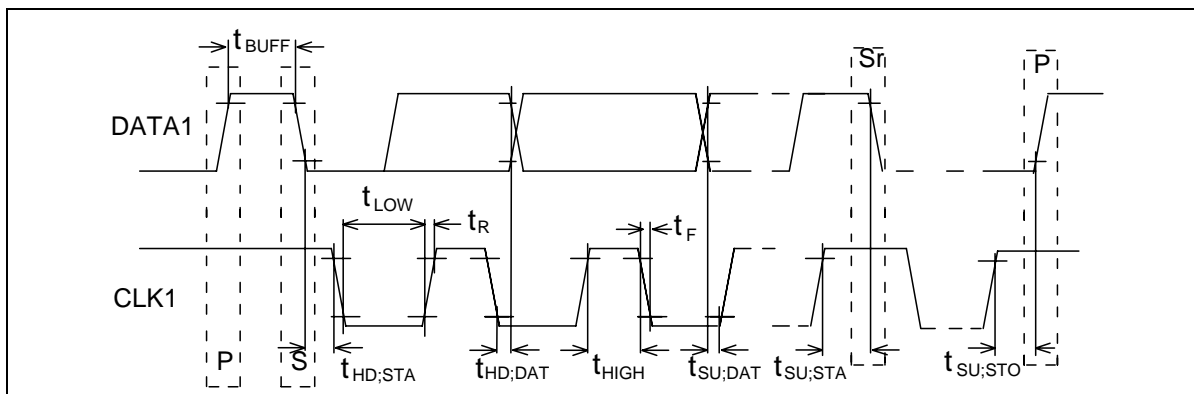 tBUFF
Sr
P
DATA1
tLOW
tR
tF
CLK1
P
S
tHD;STA
tHD;DAT
tHIGH
tSU;DAT
tSU;STA
tSU;STO